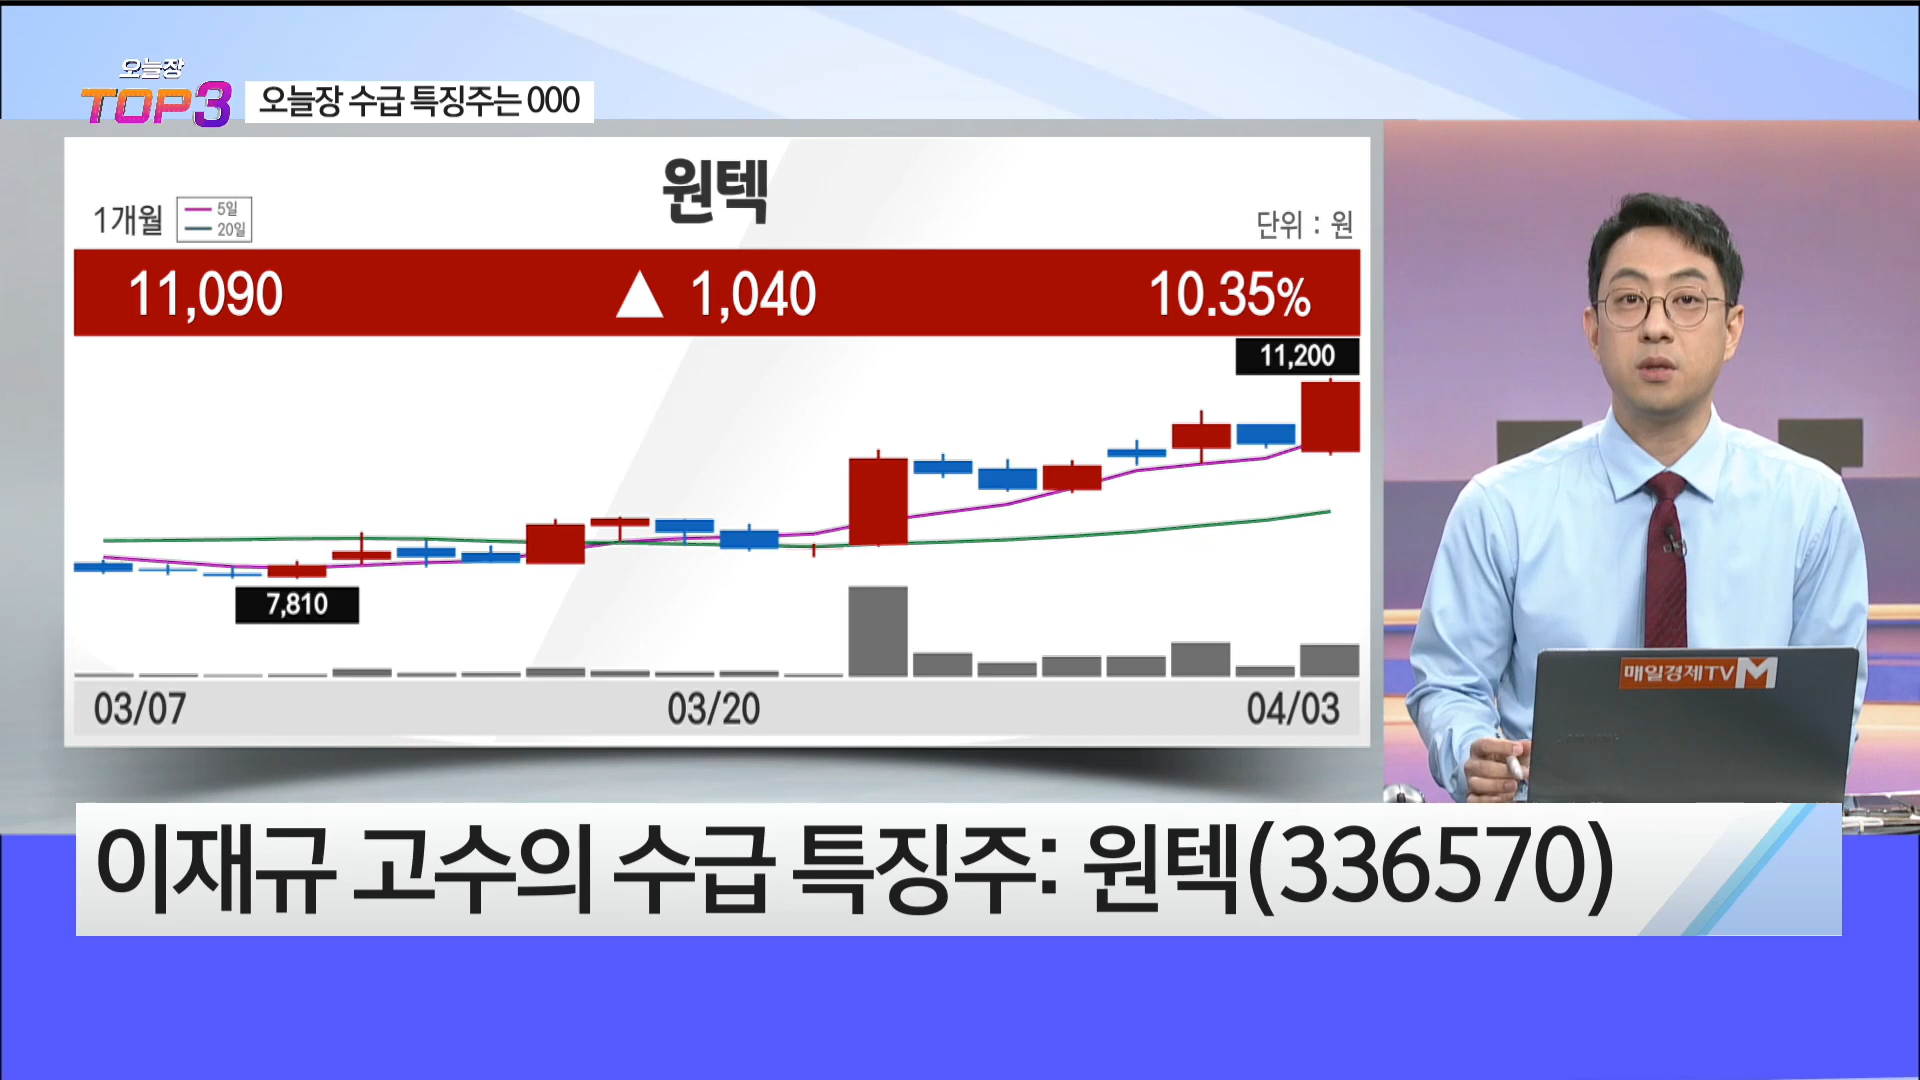 오늘장
TOP3
오늘장 수급 특징주는 OOO
원텍
1개월
5일
20일
단위 : 원
11,090 ▲ 1,040 10.35%
11,200
7,810
03/07 03/20 04/03
매일경제TV M
이재규 고수의 수급 특징주: 원텍(336570)